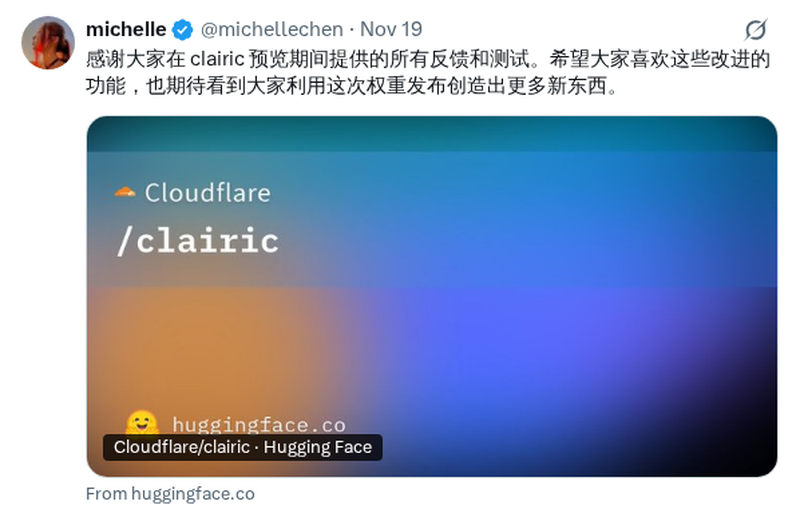 michelle @michellechen · Nov 19
感谢大家在 clairic 预览期间提供的所有反馈和测试。希望大家喜欢这些改进的
功能，也期待看到大家利用这次权重发布创造出更多新东西。
Cloudflare
/clairic
huggingface.co
Cloudflare/clairic · Hugging Face
From huggingface.co